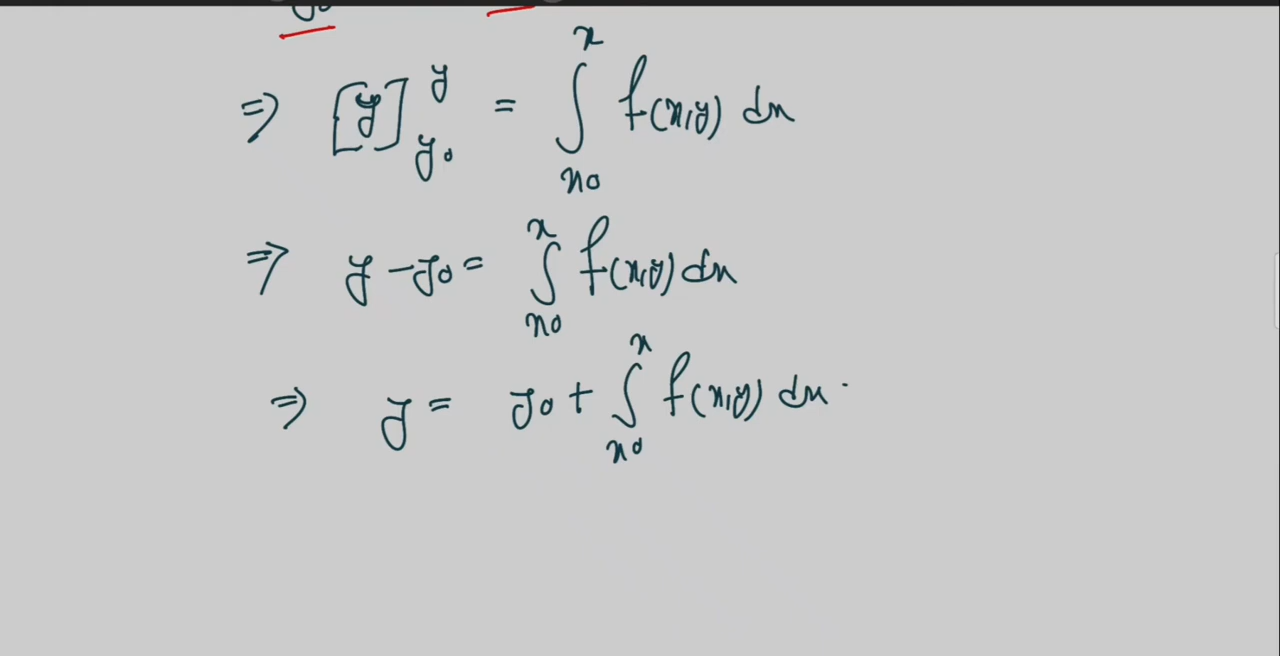 ⇒ [y]_{y₀}^{y} = ∫_{x₀}^{x} f(x,y) dx
⇒ y - y₀ = ∫_{x₀}^{x} f(x,y) dx
⇒ y = y₀ + ∫_{x₀}^{x} f(x,y) dx.